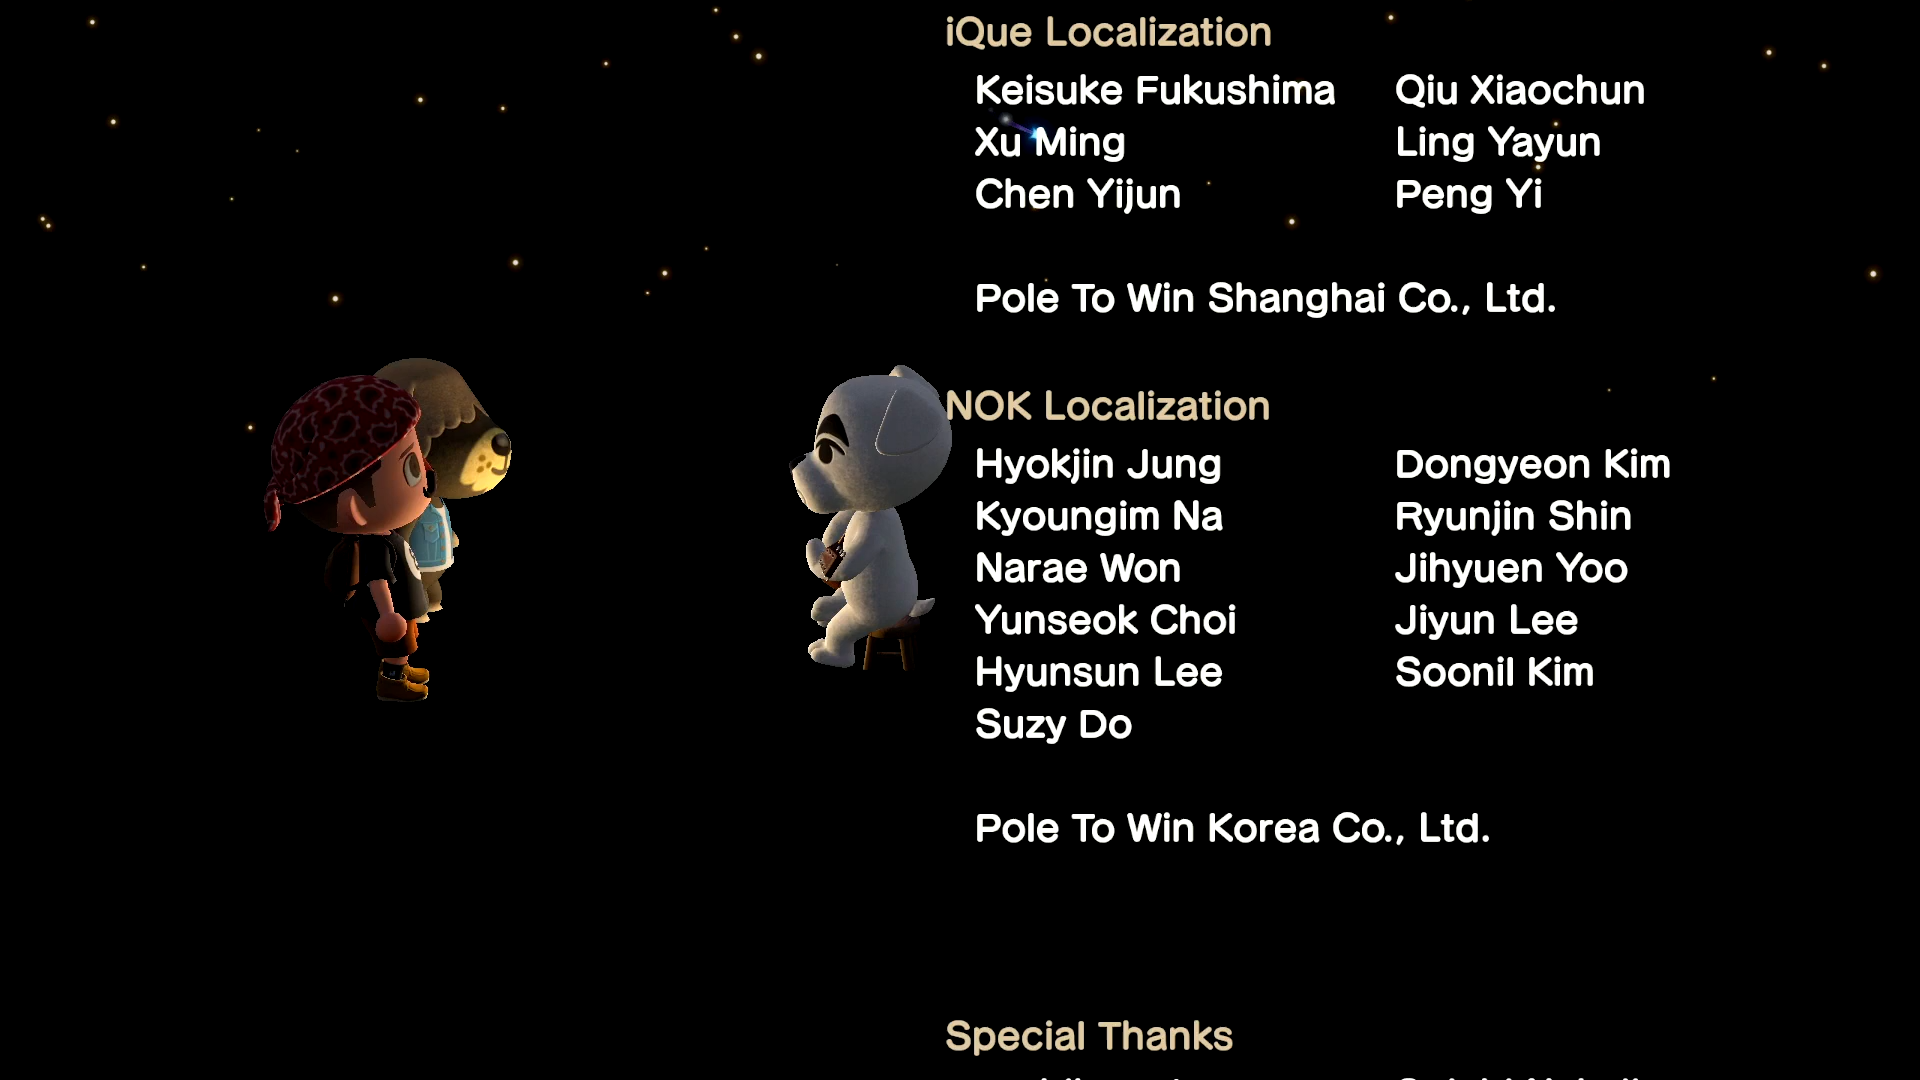 iQue Localization
Keisuke Fukushima Qiu Xiaochun
Xu Ming Ling Yayun
Chen Yijun Peng Yi
Pole To Win Shanghai Co., Ltd.
NOK Localization
Hyokjin Jung Dongyeon Kim
Kyoungim Na Ryunjin Shin
Narae Won Jihyuen Yoo
Yunseok Choi Jiyun Lee
Hyunsun Lee Soonil Kim
Suzy Do
Pole To Win Korea Co., Ltd.
Special Thanks